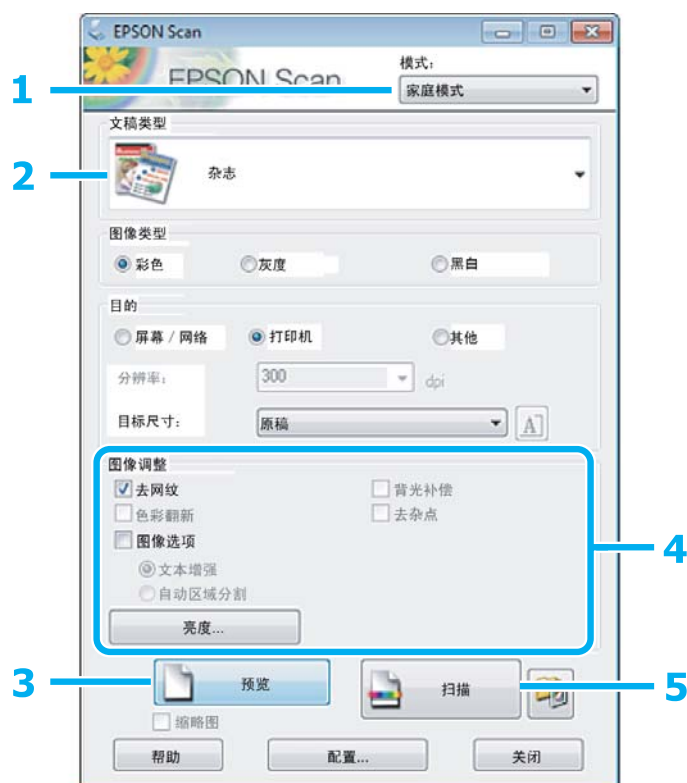 EPSON Scan
EPSON Scan
模式:
1
家庭模式
文稿类型
2
杂志
图像类型
彩色 灰度 黑白
目的
屏幕 / 网络 打印机 其他
分辨率: 300 dpi
目标尺寸: 原稿 A
图像调整
去网纹 背光补偿
色彩翻新 去杂点
图像选项
4
文本增强
自动区域分割
亮度...
3 预览 扫描 5
缩略图
帮助 配置... 关闭